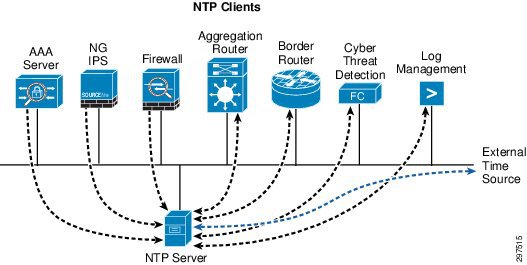 NTP Clients
AAA
Server
NG
IPS
Firewall
Aggregation
Router
Border
Router
Cyber
Threat
Detection
Log
Management
SOURCEfire
FC
>
External
Time
Source
NTP Server
297515